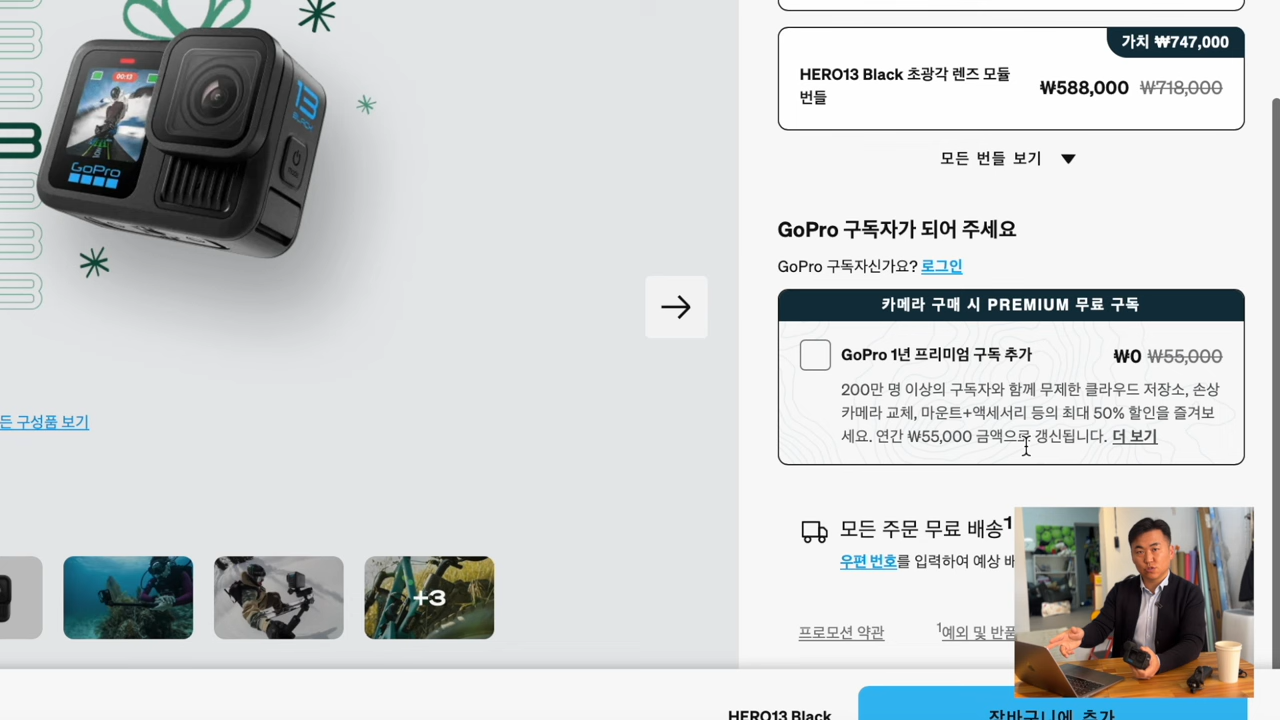 가치 ₩747,000
HERO13 Black 초광각 렌즈 모듈
번들
₩588,000 ₩718,000
모든 번들 보기
GoPro 구독자가 되어 주세요
GoPro 구독자신가요? 로그인
카메라 구매 시 PREMIUM 무료 구독
GoPro 1년 프리미엄 구독 추가
₩0 ₩55,000
200만 명 이상의 구독자와 함께 무제한 클라우드 저장소, 손상
카메라 교체, 마운트+액세서리 등의 최대 50% 할인을 즐겨보
세요. 연간 ₩55,000 금액으로 갱신됩니다. 더 보기
모든 주문 무료 배송1
우편 번호를 입력하여 예상 배
프로모션 약관
1예외 및 반품
00:13
GoPro
13
BLACK
든 구성품 보기
+3
HERO13 Black
장바구니에 추가